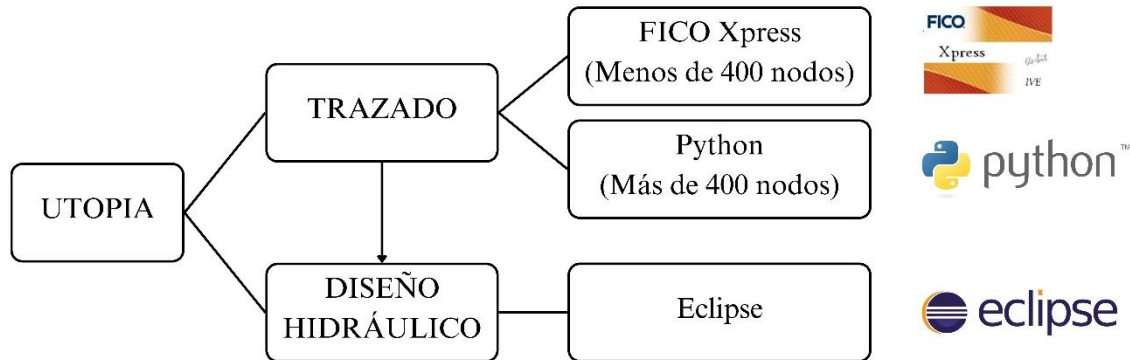 UTOPIA
TRAZADO
FICO Xpress
(Menos de 400 nodos)
Python
(Más de 400 nodos)
DISEÑO
HIDRÁULICO
Eclipse
FICO
Xpress
IVE
python™
eclipse